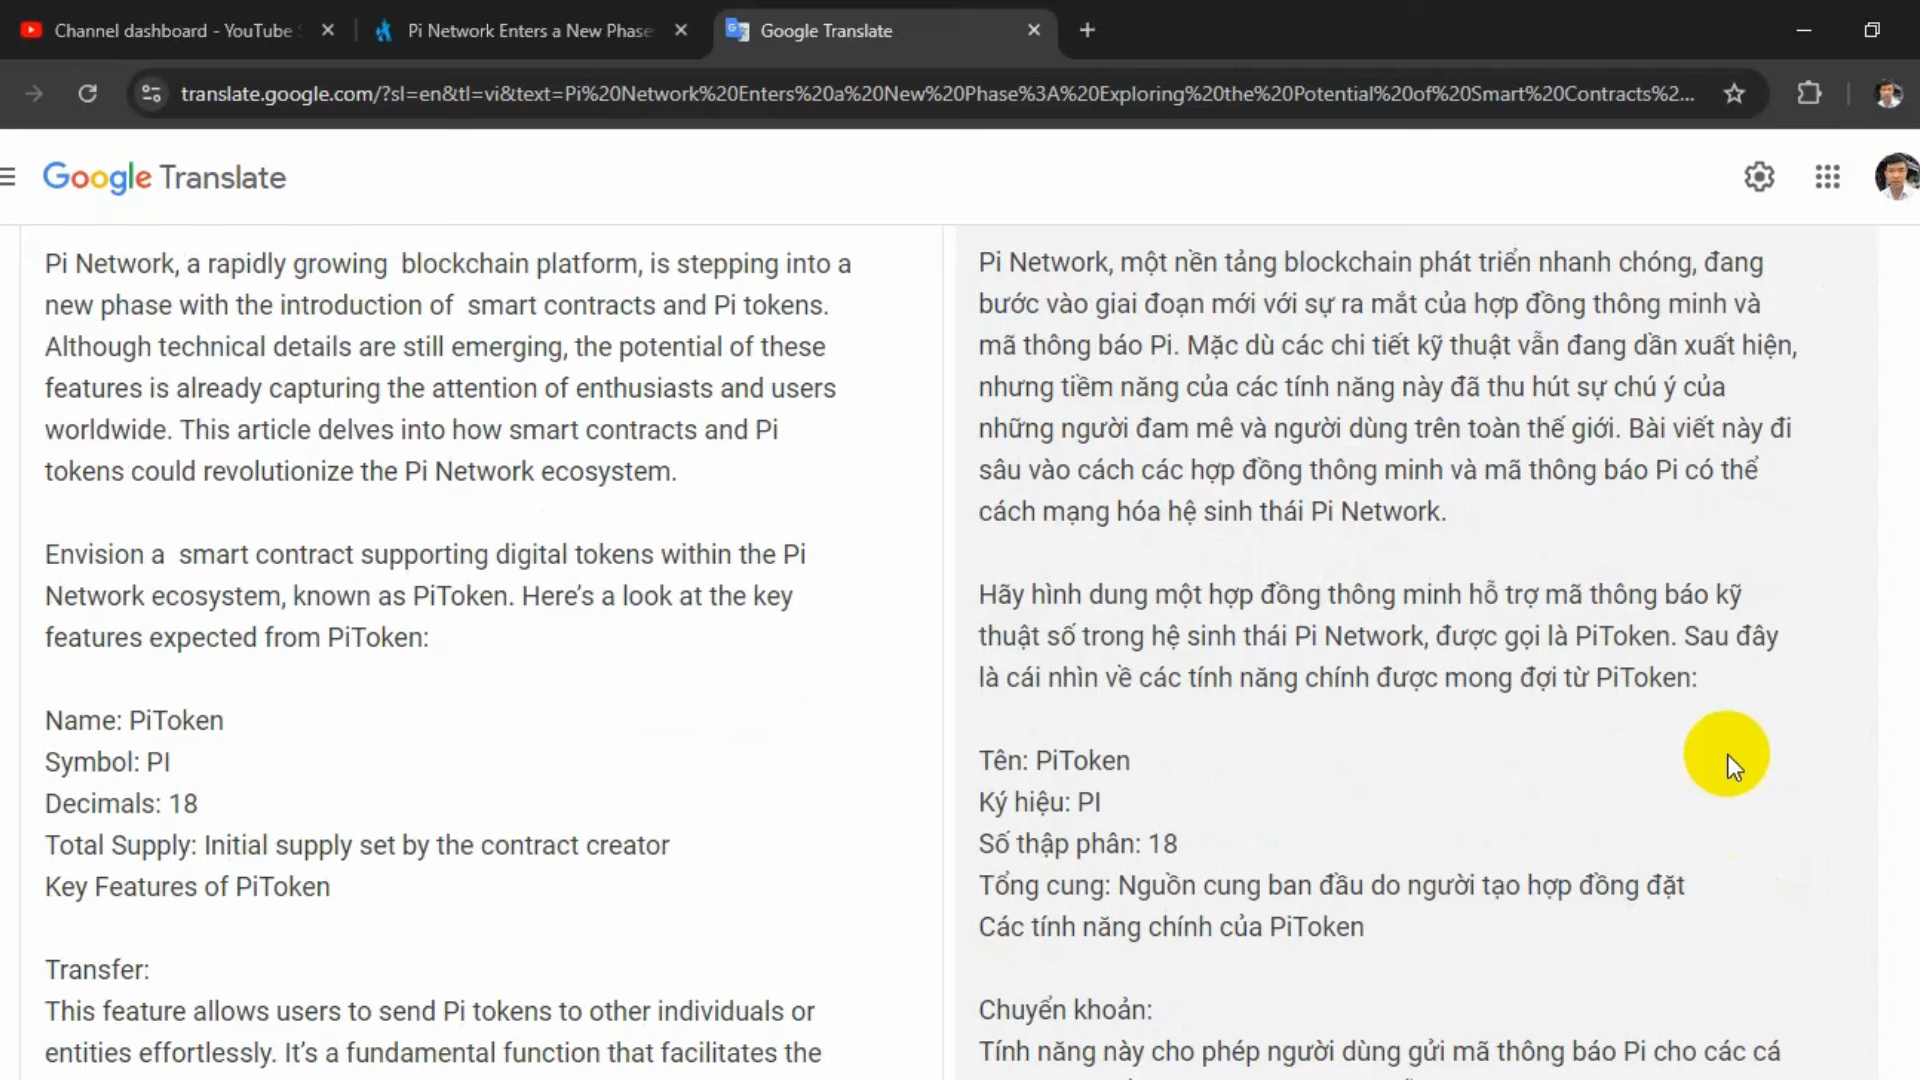 Channel dashboard - YouTube
Pi Network Enters a New Phase
Google Translate
translate.google.com/?sl=en&tl=vi&text=Pi%20Network%20Enters%20a%20New%20Phase%3A%20Exploring%20the%20Potential%20of%20Smart%20Contracts%2...
Google Translate
Pi Network, a rapidly growing  blockchain platform, is stepping into a
new phase with the introduction of  smart contracts and Pi tokens.
Although technical details are still emerging, the potential of these
features is already capturing the attention of enthusiasts and users
worldwide. This article delves into how smart contracts and Pi
tokens could revolutionize the Pi Network ecosystem.
Envision a  smart contract supporting digital tokens within the Pi
Network ecosystem, known as PiToken. Here’s a look at the key
features expected from PiToken:
Name: PiToken
Symbol: PI
Decimals: 18
Total Supply: Initial supply set by the contract creator
Key Features of PiToken
Transfer:
This feature allows users to send Pi tokens to other individuals or
entities effortlessly. It’s a fundamental function that facilitates the
Pi Network, một nền tảng blockchain phát triển nhanh chóng, đang
bước vào giai đoạn mới với sự ra mắt của hợp đồng thông minh và
mã thông báo Pi. Mặc dù các chi tiết kỹ thuật vẫn đang dần xuất hiện,
nhưng tiềm năng của các tính năng này đã thu hút sự chú ý của
những người đam mê và người dùng trên toàn thế giới. Bài viết này đi
sâu vào cách các hợp đồng thông minh và mã thông báo Pi có thể
cách mạng hóa hệ sinh thái Pi Network.
Hãy hình dung một hợp đồng thông minh hỗ trợ mã thông báo kỹ
thuật số trong hệ sinh thái Pi Network, được gọi là PiToken. Sau đây
là cái nhìn về các tính năng chính được mong đợi từ PiToken:
Tên: PiToken
Ký hiệu: PI
Số thập phân: 18
Tổng cung: Nguồn cung ban đầu do người tạo hợp đồng đặt
Các tính năng chính của PiToken
Chuyển khoản:
Tính năng này cho phép người dùng gửi mã thông báo Pi cho các cá